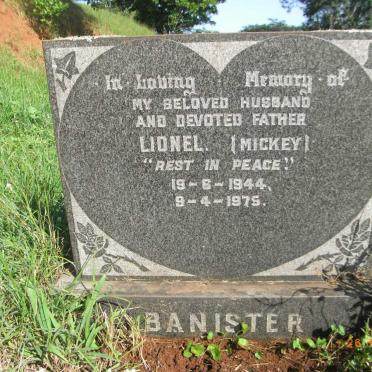 In Loving Memory of
MY BELOVED HUSBAND
AND DEVOTED FATHER
LIONEL. (MICKEY)
"REST IN PEACE."
19-6-1944.
9-4-1975.
BANISTER